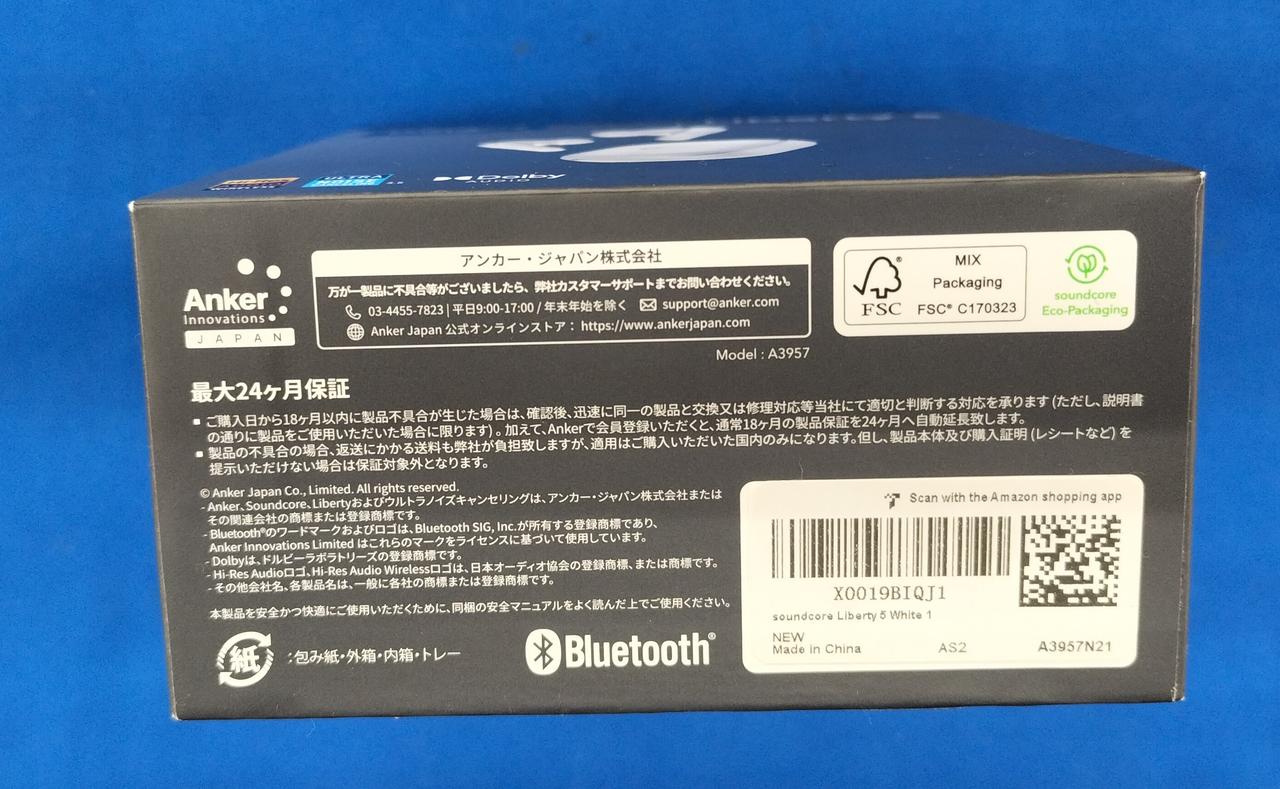 ULTRA
NOISE
Dolby
AUDIO
Anker
Innovations
JAPAN
アンカー・ジャパン株式会社
万が一製品に不具合等がございましたら、弊社カスタマーサポートまでお問い合わせください。
03-4455-7823 | 平日9:00-17:00 / 年末年始を除く support@anker.com
Anker Japan 公式オンラインストア： https://www.ankerjapan.com
Model : A3957
FSC®
MIX
Packaging
FSC® C170323
soundcore
Eco-Packaging
最大24ヶ月保証
▪ ご購入日から18ヶ月以内に製品不具合が生じた場合は、確認後、迅速に同一の製品と交換又は修理対応等当社にて適切と判断する対応を承ります (ただし、説明書
の通りに製品をご使用いただいた場合に限ります) 。加えて、Ankerで会員登録いただくと、通常18ヶ月の製品保証を24ヶ月へ自動延長致します。
▪ 製品の不具合の場合、返送にかかる送料も弊社が負担致しますが、適用はご購入いただいた国内のみになります。但し、製品本体及び購入証明 (レシートなど) を
提示いただけない場合は保証対象外となります。
© Anker Japan Co., Limited. All rights reserved.
- Anker、Soundcore、Libertyおよびウルトラノイズキャンセリングは、アンカー・ジャパン株式会社または
その関連会社の商標または登録商標です。
- Bluetooth®のワードマークおよびロゴは、Bluetooth SIG, Inc.が所有する登録商標であり、
Anker Innovations Limited はこれらのマークをライセンスに基づいて使用しています。
- Dolbyは、ドルビーラボラトリーズの登録商標です。
- Hi-Res Audioロゴ、Hi-Res Audio Wirelessロゴは、日本オーディオ協会の登録商標、または商標です。
- その他会社名、各製品名は、一般に各社の商標または登録商標です。
本製品を安全かつ快適にご使用いただくために、同梱の安全マニュアルをよく読んだ上でご使用ください。
紙 :包み紙・外箱・内箱・トレー
Bluetooth®
Scan with the Amazon shopping app
X0019BIQJ1
soundcore Liberty 5 White 1
NEW
Made in China AS2 A3957N21